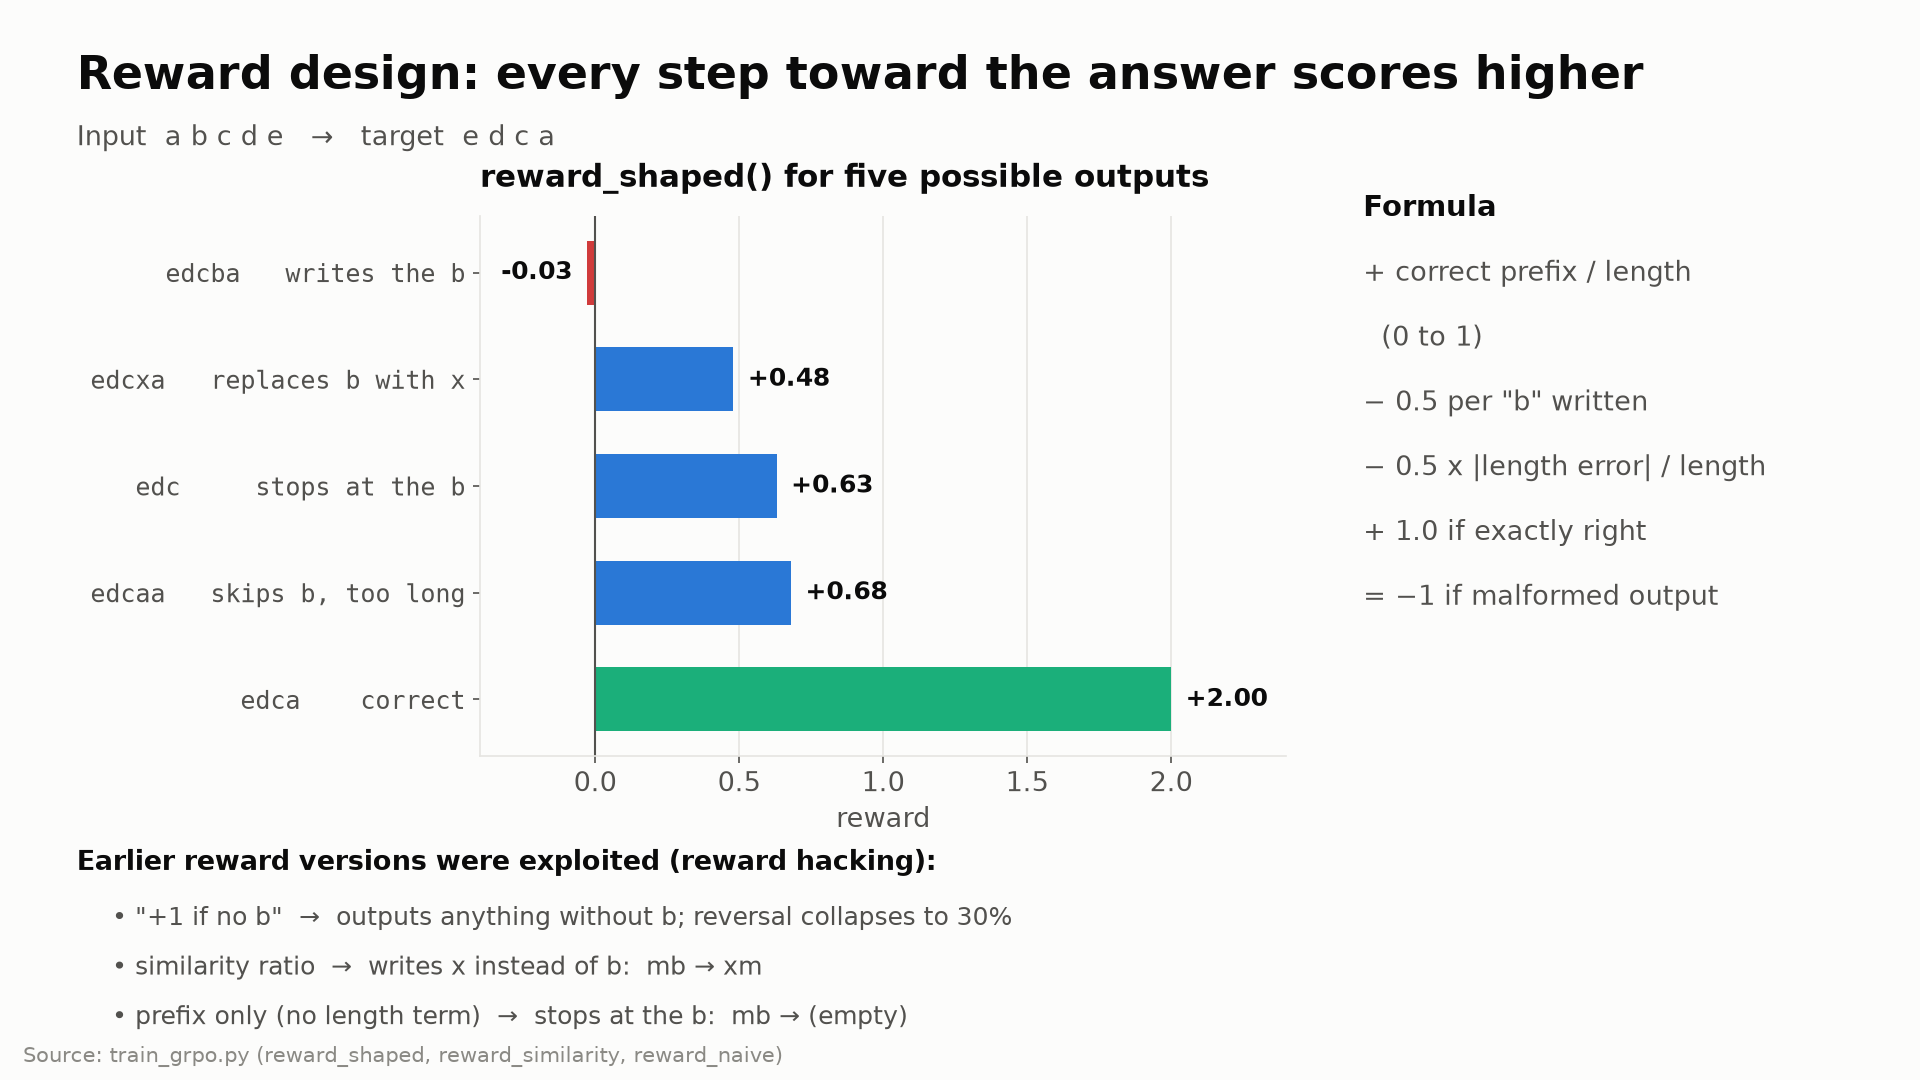 Reward design: every step toward the answer scores higher
Input a b c d e → target e d c a
reward_shaped() for five possible outputs
edcba writes the b
-0.03
edcxa replaces b with x
+0.48
edc stops at the b
+0.63
edcaa skips b, too long
+0.68
edca correct
+2.00
0.0 0.5 1.0 1.5 2.0
reward
Formula
+ correct prefix / length
(0 to 1)
− 0.5 per "b" written
− 0.5 x |length error| / length
+ 1.0 if exactly right
= −1 if malformed output
Earlier reward versions were exploited (reward hacking):
• "+1 if no b" → outputs anything without b; reversal collapses to 30%
• similarity ratio → writes x instead of b: mb → xm
• prefix only (no length term) → stops at the b: mb → (empty)
Source: train_grpo.py (reward_shaped, reward_similarity, reward_naive)